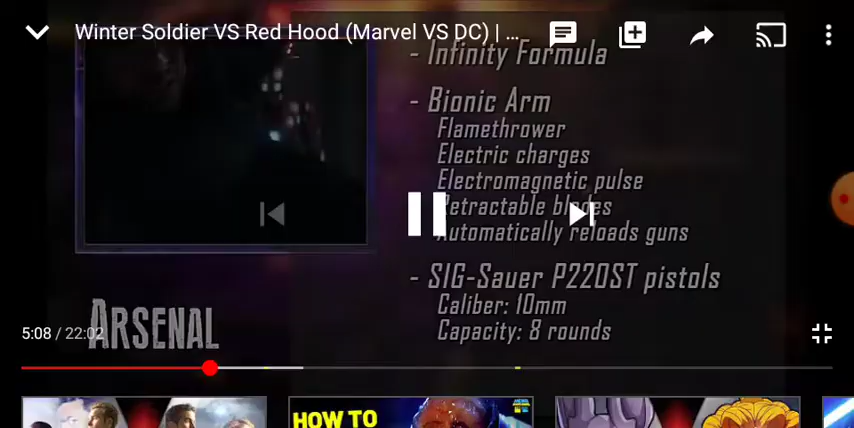 Winter Soldier VS Red Hood (Marvel VS DC) | ...
- Infinity Formula
- Bionic Arm
Flamethrower
Electric charges
Electromagnetic pulse
Retractable blades
Automatically reloads guns
- SIG-Sauer P220ST pistols
Caliber: 10mm
Capacity: 8 rounds
ARSENAL
5:08 / 22:02
HOW TO